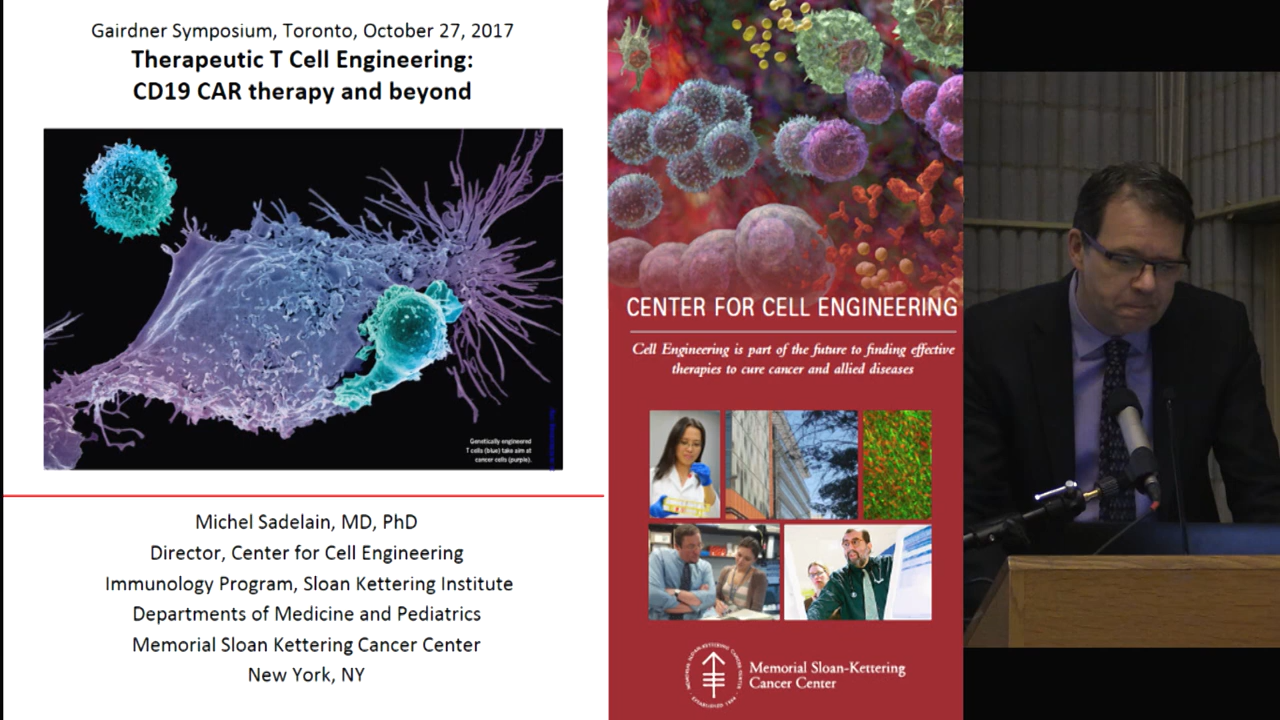 Gairdner Symposium, Toronto, October 27, 2017
Therapeutic T Cell Engineering:
CD19 CAR therapy and beyond
Genetically engineered
T cells (blue) take aim at
cancer cells (purple).
Michel Sadelain, MD, PhD
Director, Center for Cell Engineering
Immunology Program, Sloan Kettering Institute
Departments of Medicine and Pediatrics
Memorial Sloan Kettering Cancer Center
New York, NY
CENTER FOR CELL ENGINEERING
Cell Engineering is part of the future to finding effective
therapies to cure cancer and allied diseases
Memorial Sloan-Kettering
Cancer Center